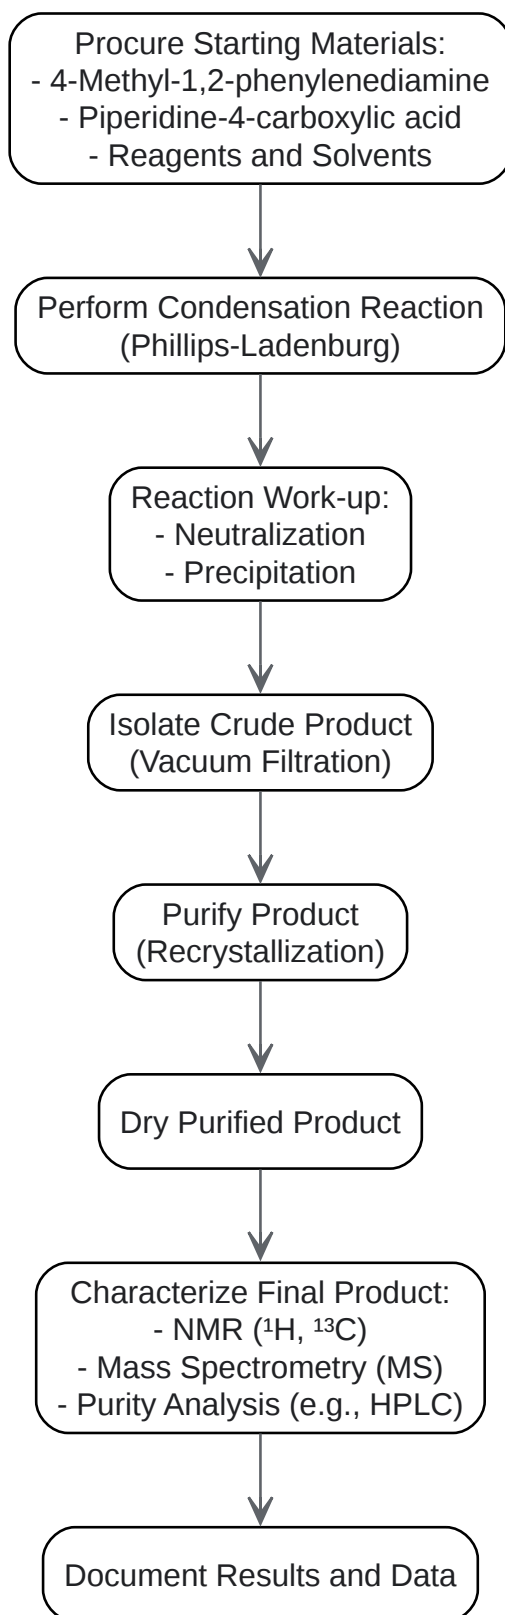 Procure Starting Materials:
- 4-Methyl-1,2-phenylenediamine
- Piperidine-4-carboxylic acid
- Reagents and Solvents
Perform Condensation Reaction
(Phillips-Ladenburg)
Reaction Work-up:
- Neutralization
- Precipitation
Isolate Crude Product
(Vacuum Filtration)
Purify Product
(Recrystallization)
Dry Purified Product
Characterize Final Product:
- NMR (¹H, ¹³C)
- Mass Spectrometry (MS)
- Purity Analysis (e.g., HPLC)
Document Results and Data